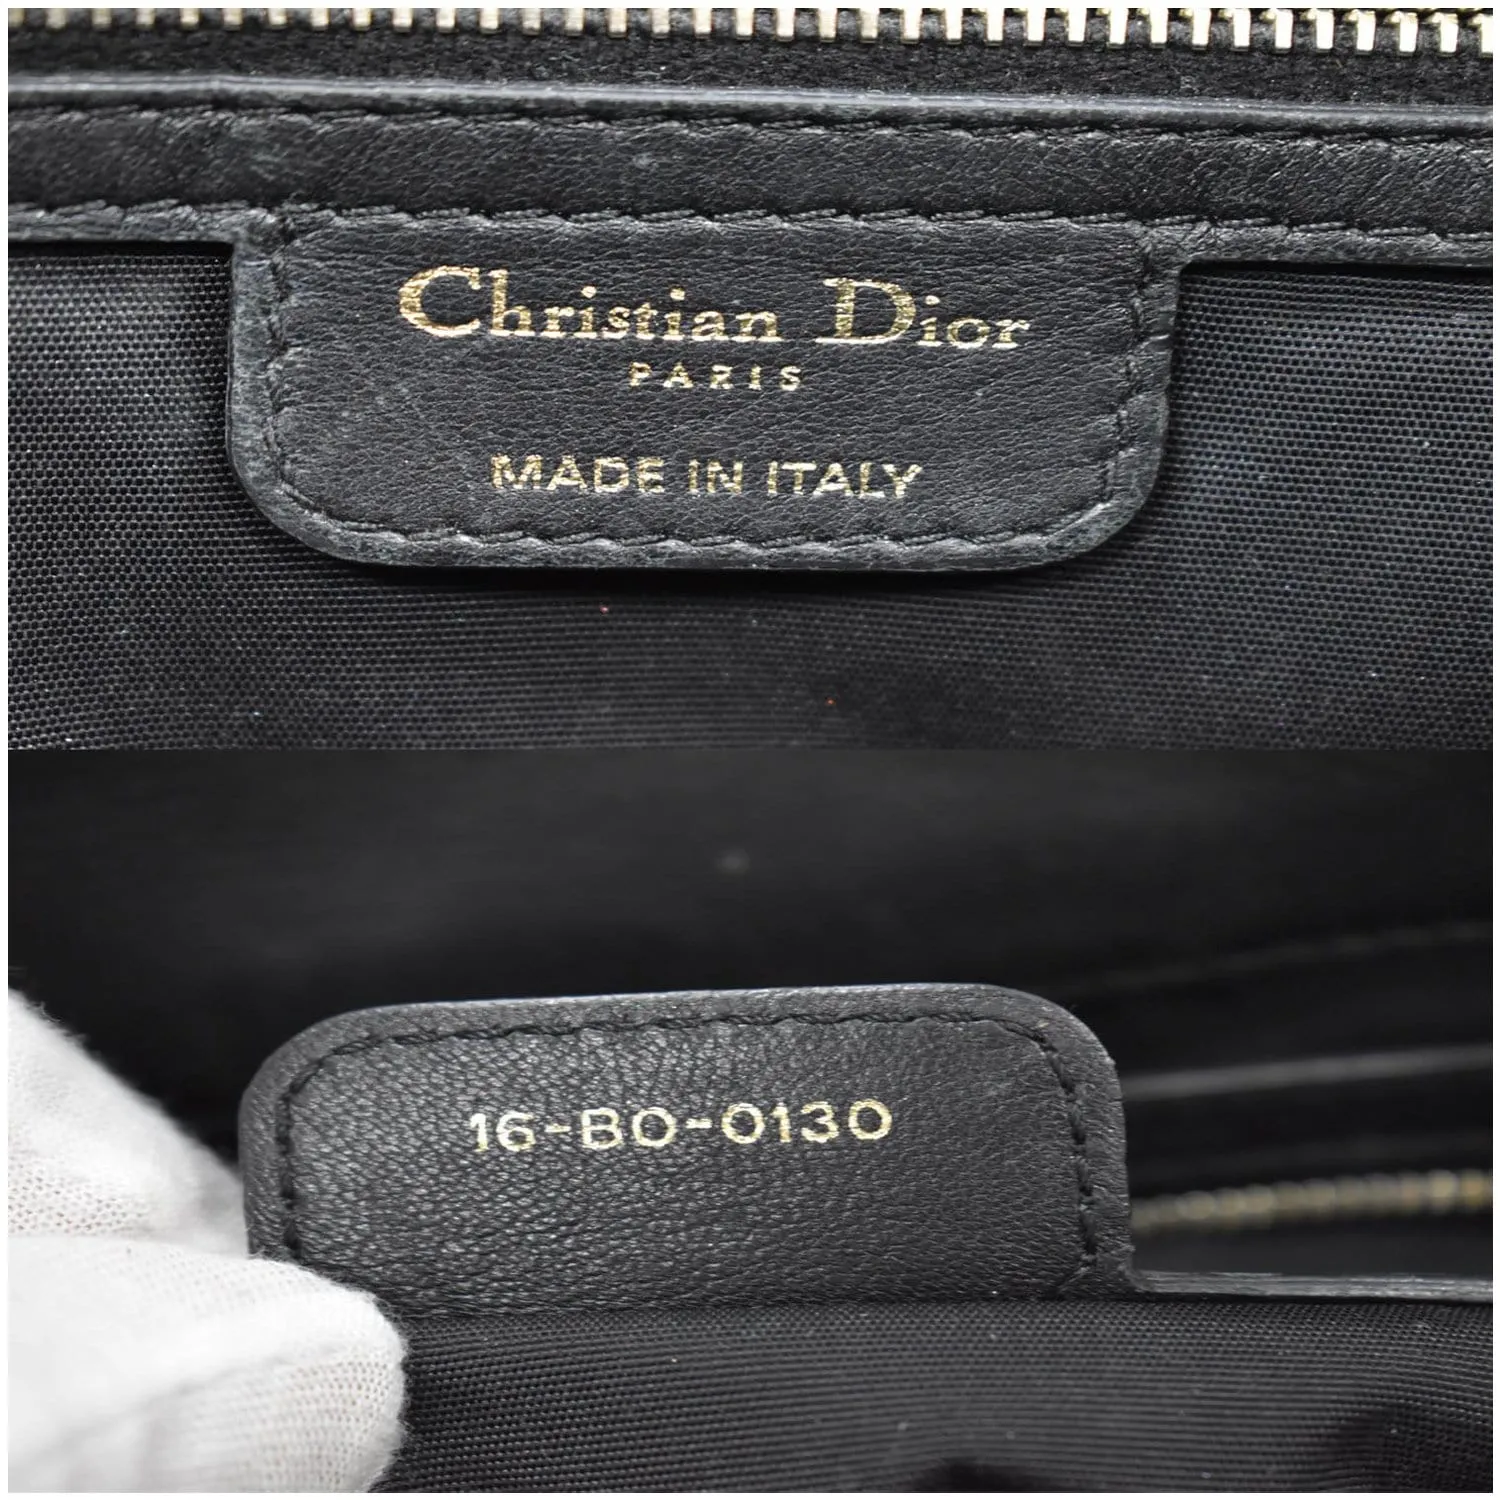 Christian Dior
PARIS
MADE IN ITALY
16-BO-0130